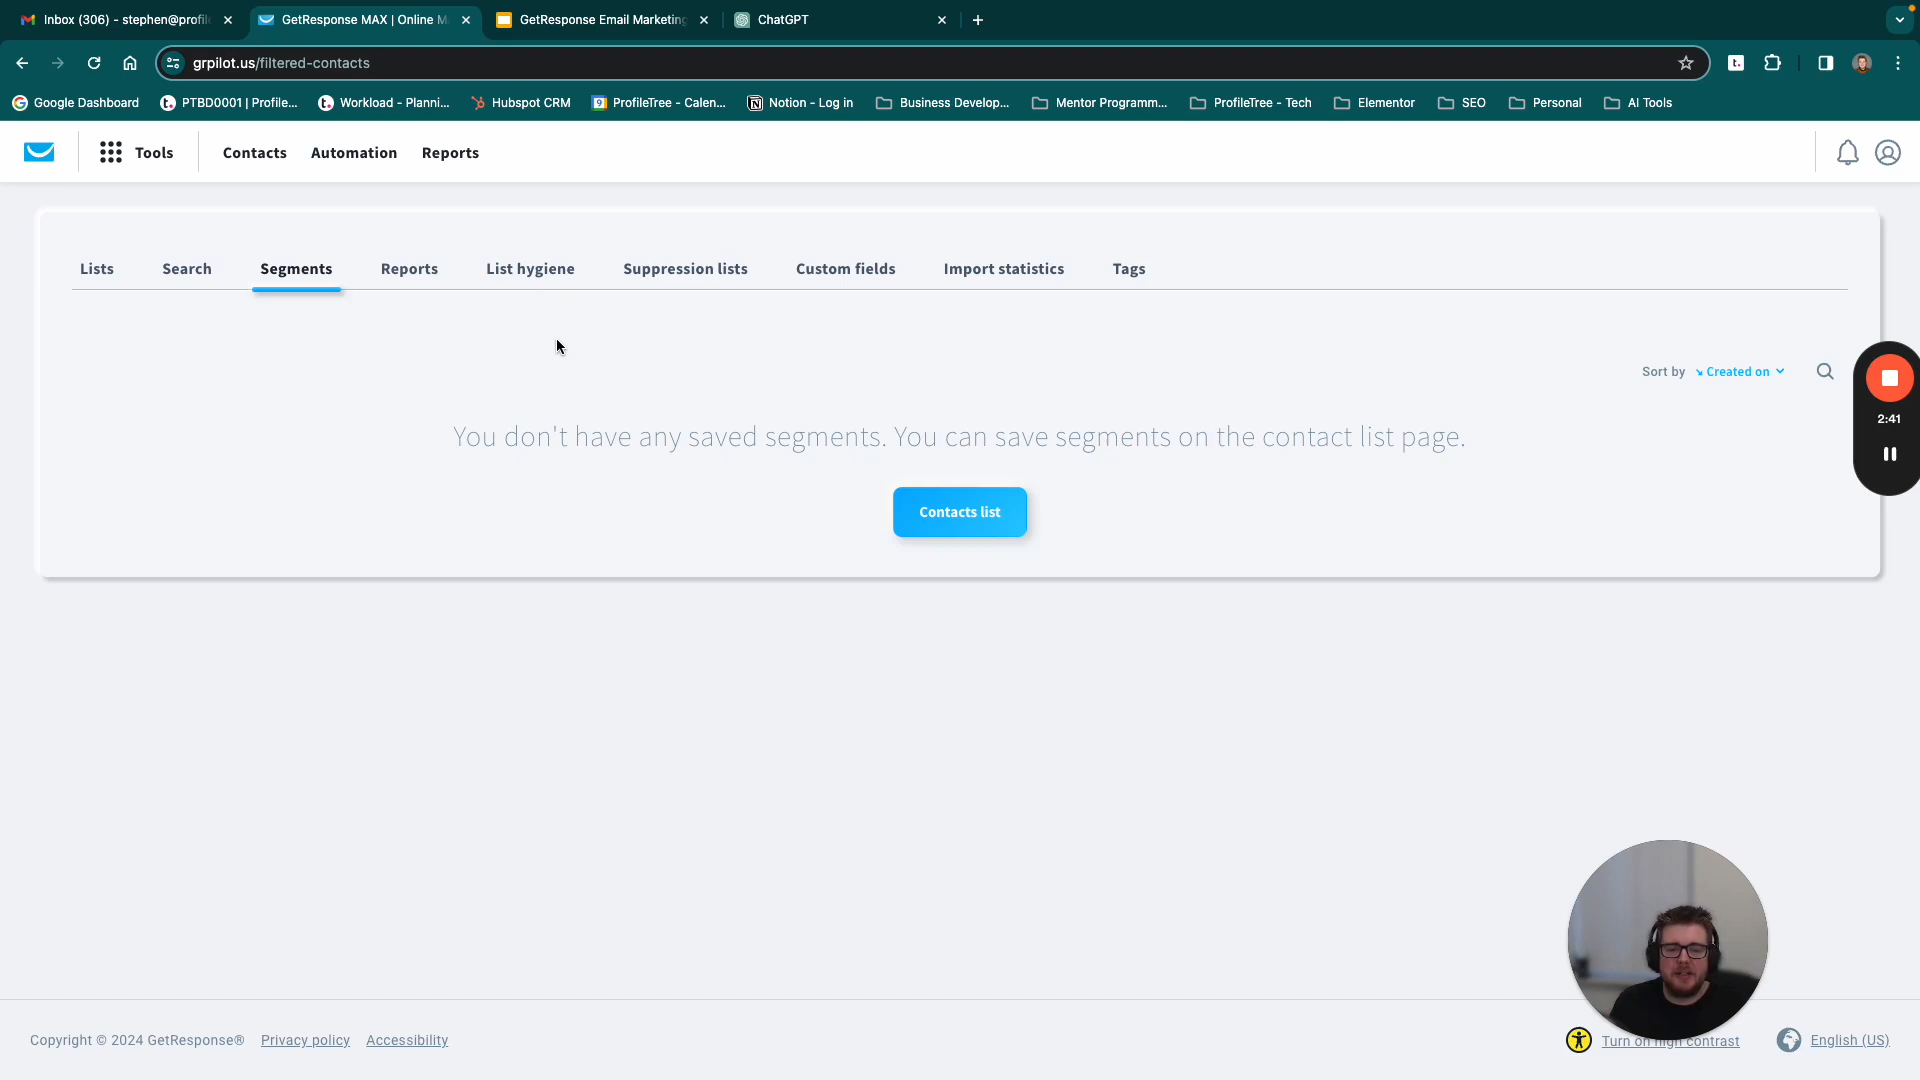 Inbox (306) - stephen@profil
GetResponse MAX | Online M
GetResponse Email Marketing
ChatGPT
grpilot.us/filtered-contacts
Google Dashboard
PTBD0001 | Profile...
Workload - Planni...
Hubspot CRM
ProfileTree - Calen...
Notion - Log in
Business Develop...
Mentor Programm...
ProfileTree - Tech
Elementor
SEO
Personal
AI Tools
Tools
Contacts
Automation
Reports
Lists
Search
Segments
Reports
List hygiene
Suppression lists
Custom fields
Import statistics
Tags
Sort by
Created on
2:41
You don't have any saved segments. You can save segments on the contact list page.
Contacts list
Copyright © 2024 GetResponse®
Privacy policy
Accessibility
Turn on high contrast
English (US)